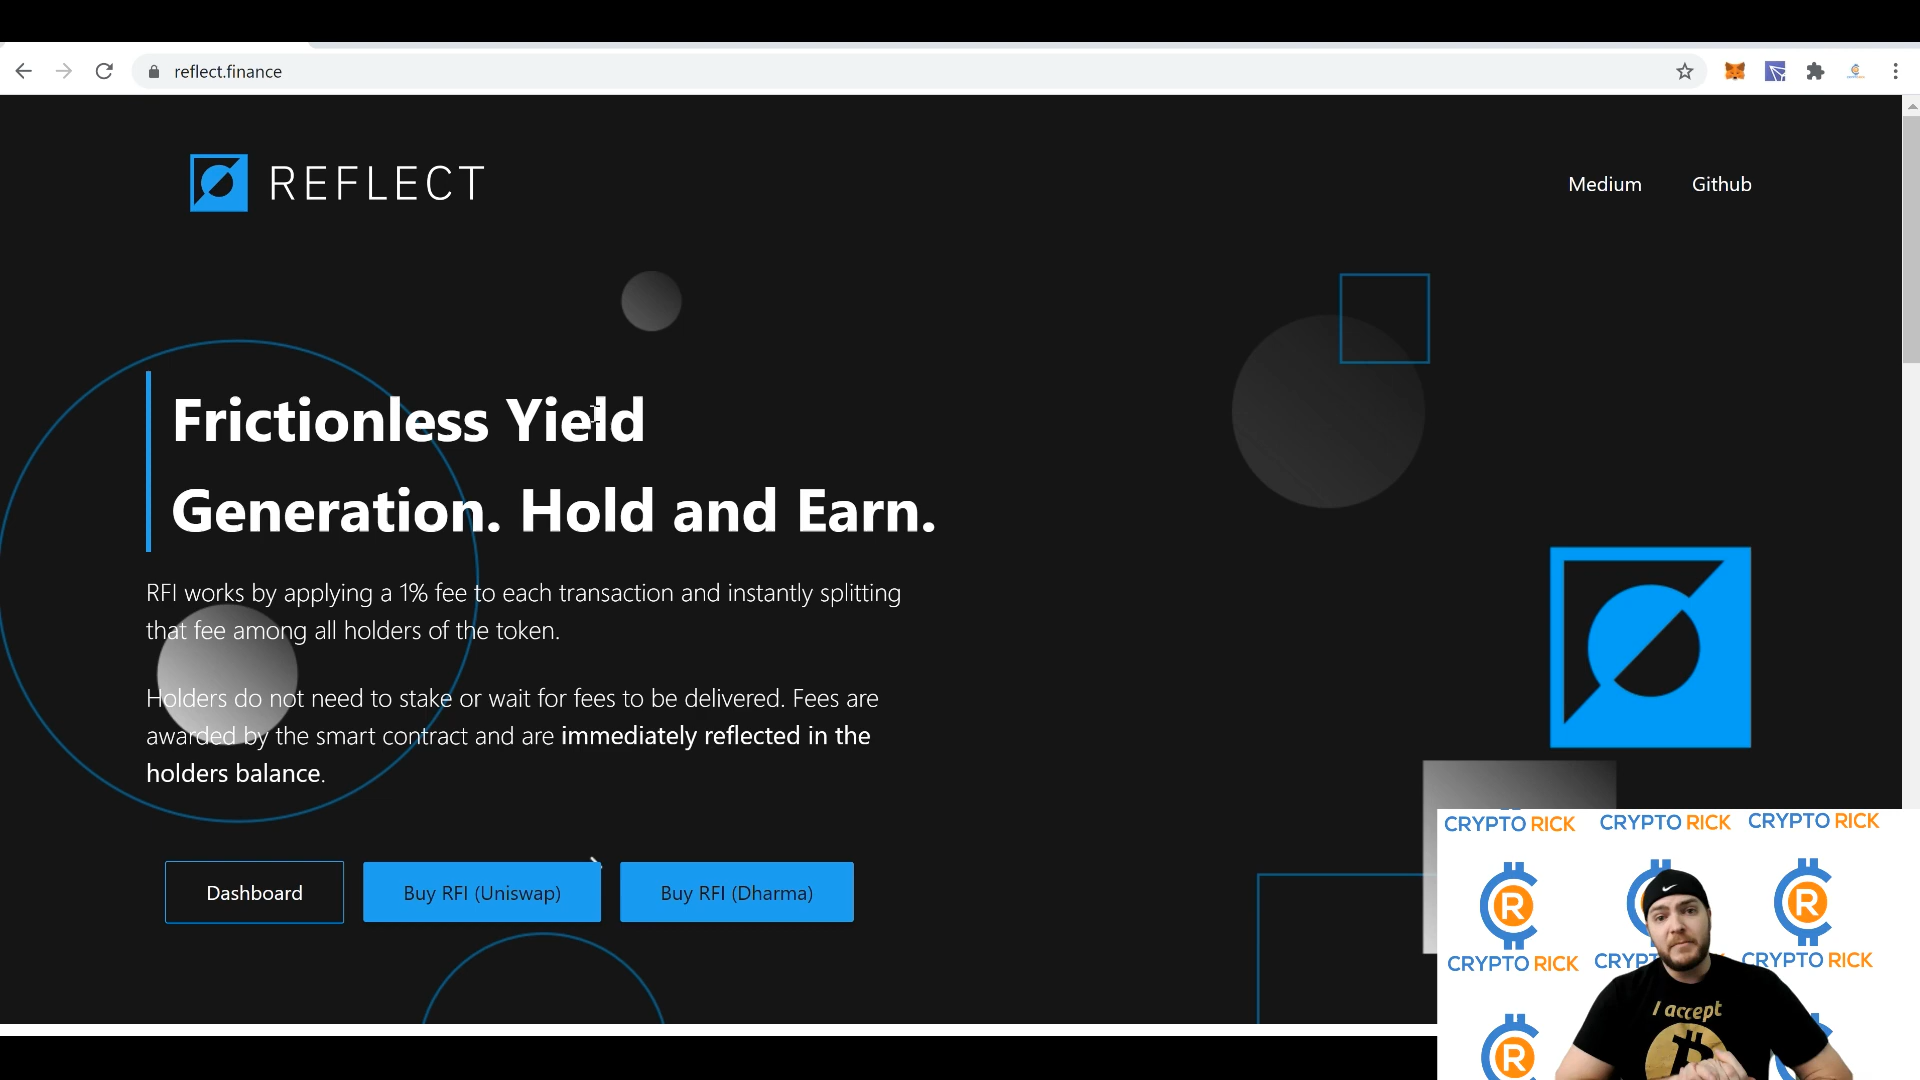 reflect.finance
REFLECT
Medium
Github
Frictionless Yield
Generation. Hold and Earn.
RFI works by applying a 1% fee to each transaction and instantly splitting
that fee among all holders of the token.
Holders do not need to stake or wait for fees to be delivered. Fees are
awarded by the smart contract and are immediately reflected in the
holders balance.
Dashboard
Buy RFI (Uniswap)
Buy RFI (Dharma)
CRYPTO RICK
CRYPTO RICK
CRYPTO RICK
R
R
CRYPTO RICK
CRYPT
CRYPTO RICK
I accept
R